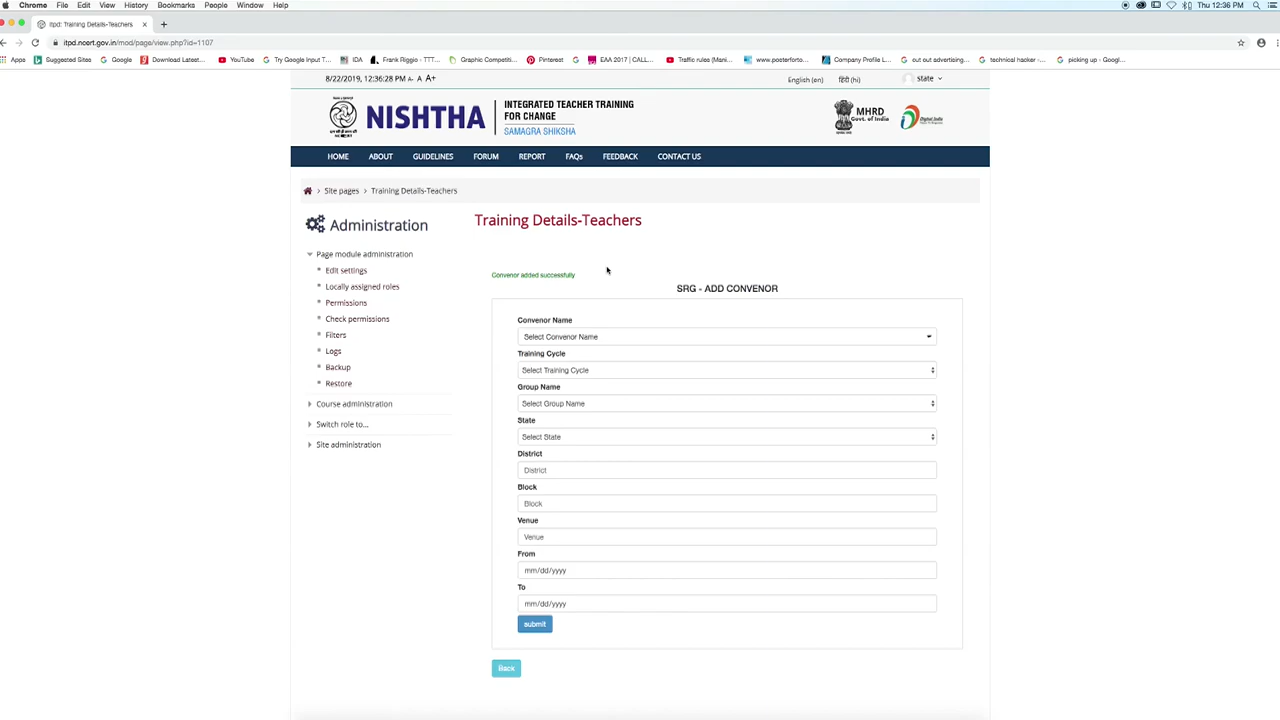 Chrome File Edit View History Bookmarks People Window Help Thu 12:36 PM
itpd: Training Details-Teachers
itpd.ncert.gov.in/mod/page/view.php?id=1107
Apps Suggested Sites Google Download Latest... YouTube Try Google Input T... IDA Frank Riggio - TTT... Graphic Competiti... Pinterest EAA 2017 | CALL... Traffic rules (Mani... www.posterforto... Company Profile L... out out advertising... technical hacker -... picking up - Googl...
8/22/2019, 12:36:28 PM A- A A+ English (en) हिंदी (hi) state
NISHTHA
INTEGRATED TEACHER TRAINING
FOR CHANGE
SAMAGRA SHIKSHA
MHRD
Govt. of India
Digital India
HOME ABOUT GUIDELINES FORUM REPORT FAQs FEEDBACK CONTACT US
Site pages Training Details-Teachers
Administration
Page module administration
Edit settings
Locally assigned roles
Permissions
Check permissions
Filters
Logs
Backup
Restore
Course administration
Switch role to...
Site administration
Training Details-Teachers
Convenor added successfully
SRG - ADD CONVENOR
Convenor Name
Select Convenor Name
Training Cycle
Select Training Cycle
Group Name
Select Group Name
State
Select State
District
District
Block
Block
Venue
Venue
From
mm/dd/yyyy
To
mm/dd/yyyy
submit
Back